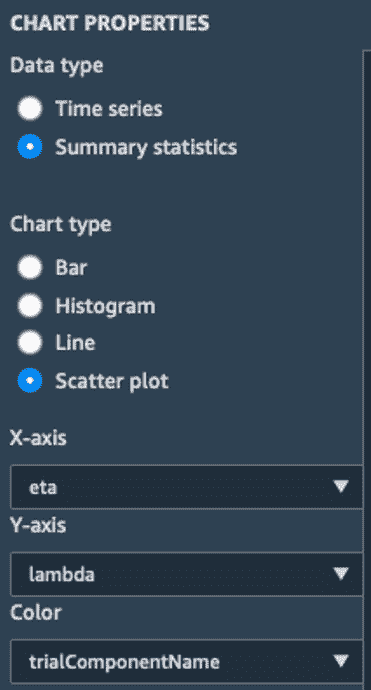 CHART PROPERTIES
Data type
Time series
Summary statistics
Chart type
Bar
Histogram
Line
Scatter plot
X-axis
eta
Y-axis
lambda
Color
trialComponentName